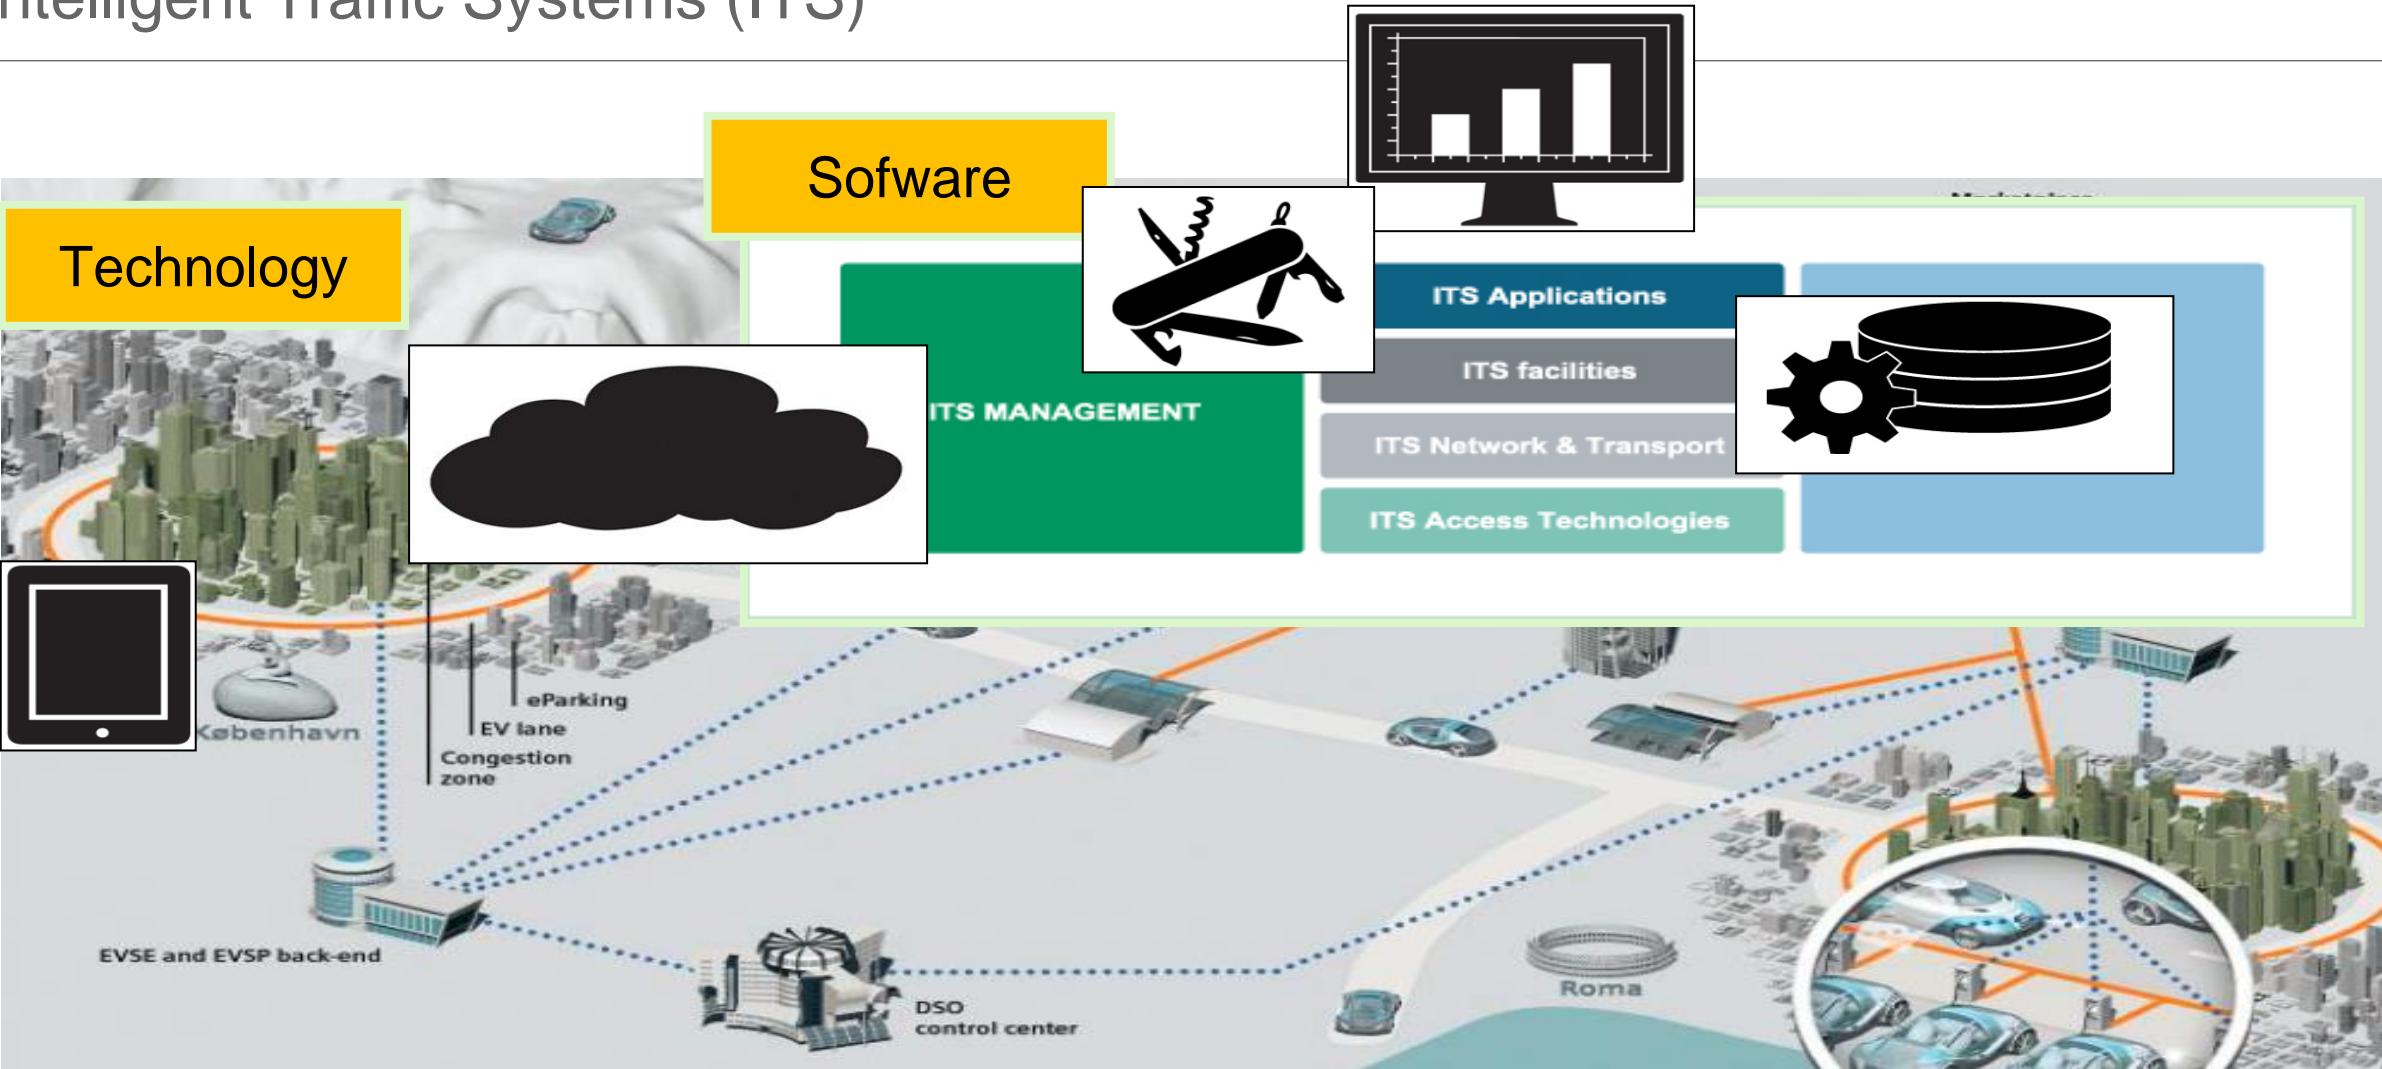 ntelligent Traffic Systems (ITS)
Sofware
Technology
ITS Applications
ITS facilities
ITS MANAGEMENT
ITS Network & Transport
ITS Access Technologies
eParking
EV lane
København
Congestion
zone
EVSE and EVSP back-end
Roma
DSO
control center